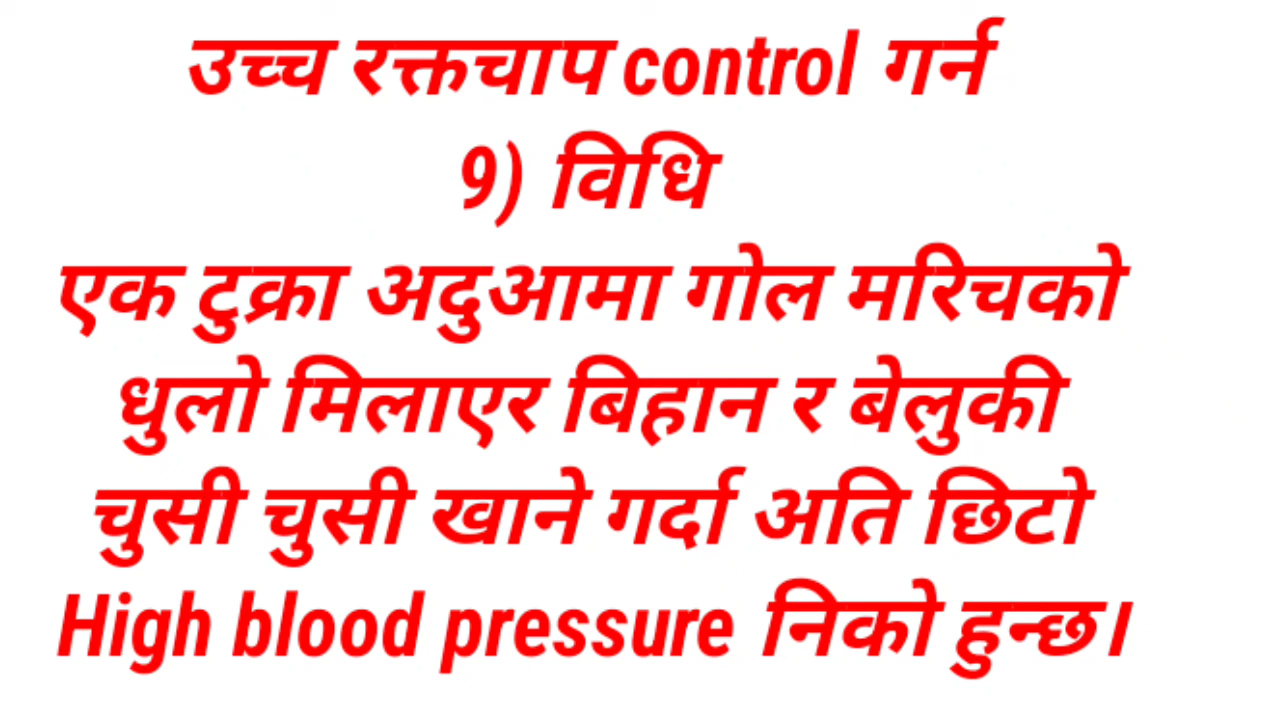 उच्च रक्तचाप control गर्न
9) विधि
एक टुक्रा अदुआमा गोल मरिचको
धुलो मिलाएर बिहान र बेलुकी
चुसी चुसी खाने गर्दा अति छिटो
High blood pressure निको हुन्छ।